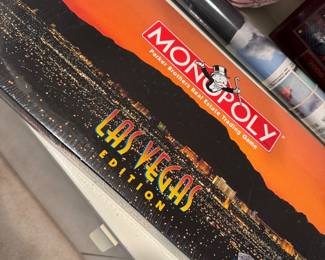 MONOPOLY
Parker Brothers Real Estate Trading Game
LAS VEGAS
EDITION